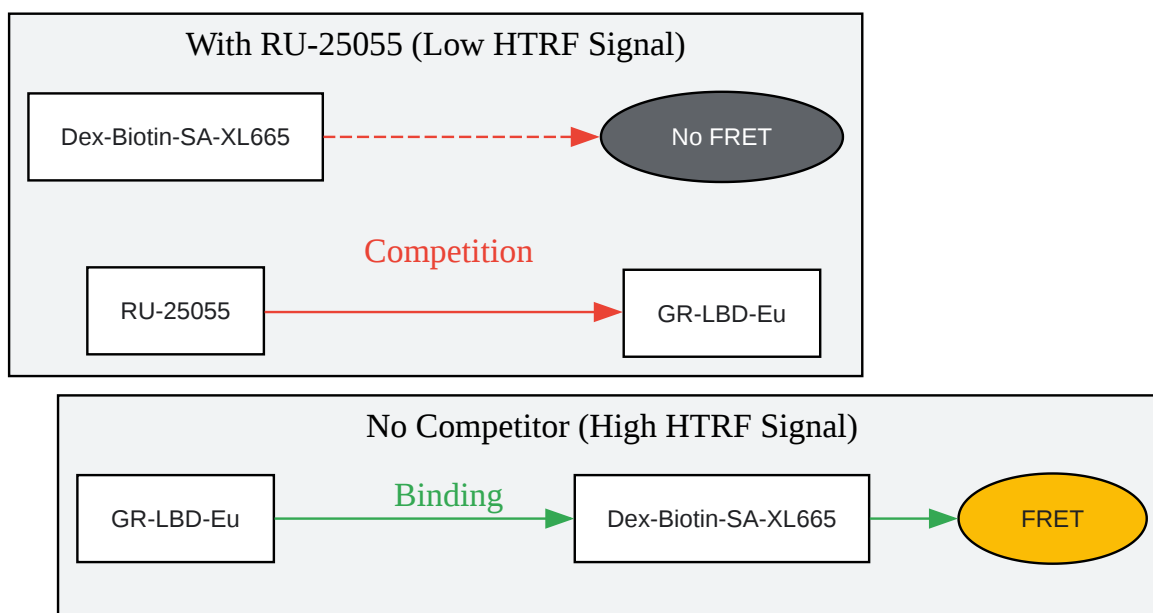 With RU-25055 (Low HTRF Signal)
Dex-Biotin-SA-XL665
No FRET
Competition
RU-25055
GR-LBD-Eu
No Competitor (High HTRF Signal)
GR-LBD-Eu
Binding
Dex-Biotin-SA-XL665
FRET